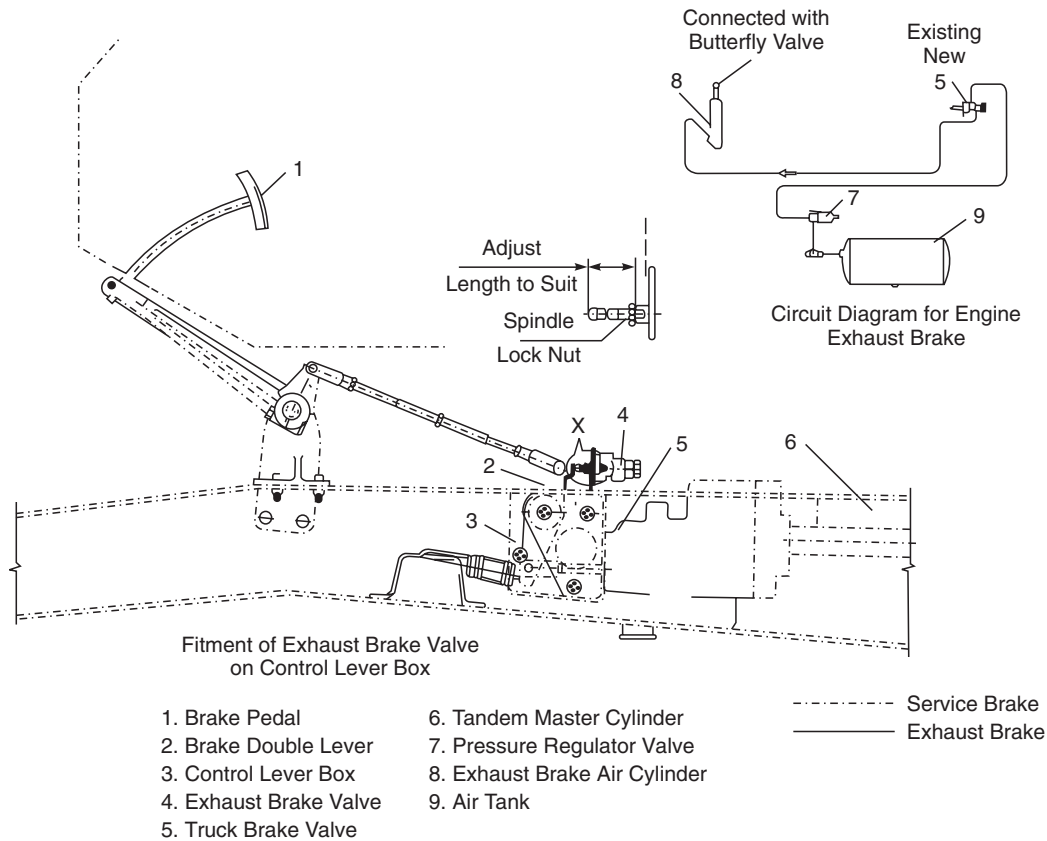 Connected with
Butterfly Valve
Existing
New
5
8
7
9
Circuit Diagram for Engine
Exhaust Brake
1
Adjust
Length to Suit
Spindle
Lock Nut
X
4
5
6
2
3
Fitment of Exhaust Brake Valve
on Control Lever Box
1. Brake Pedal
2. Brake Double Lever
3. Control Lever Box
4. Exhaust Brake Valve
5. Truck Brake Valve
6. Tandem Master Cylinder
7. Pressure Regulator Valve
8. Exhaust Brake Air Cylinder
9. Air Tank
Service Brake
Exhaust Brake